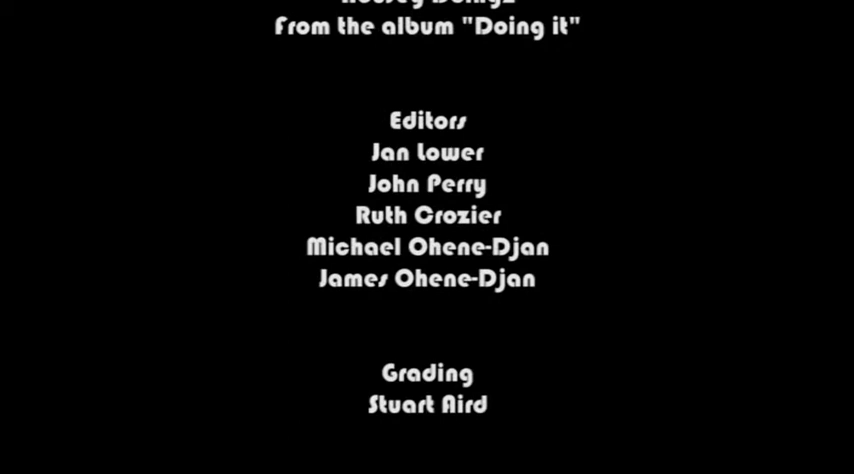 From the album "Doing it"
Editors
Jan Lower
John Perry
Ruth Crozier
Michael Ohene-Djan
James Ohene-Djan
Grading
Stuart Aird